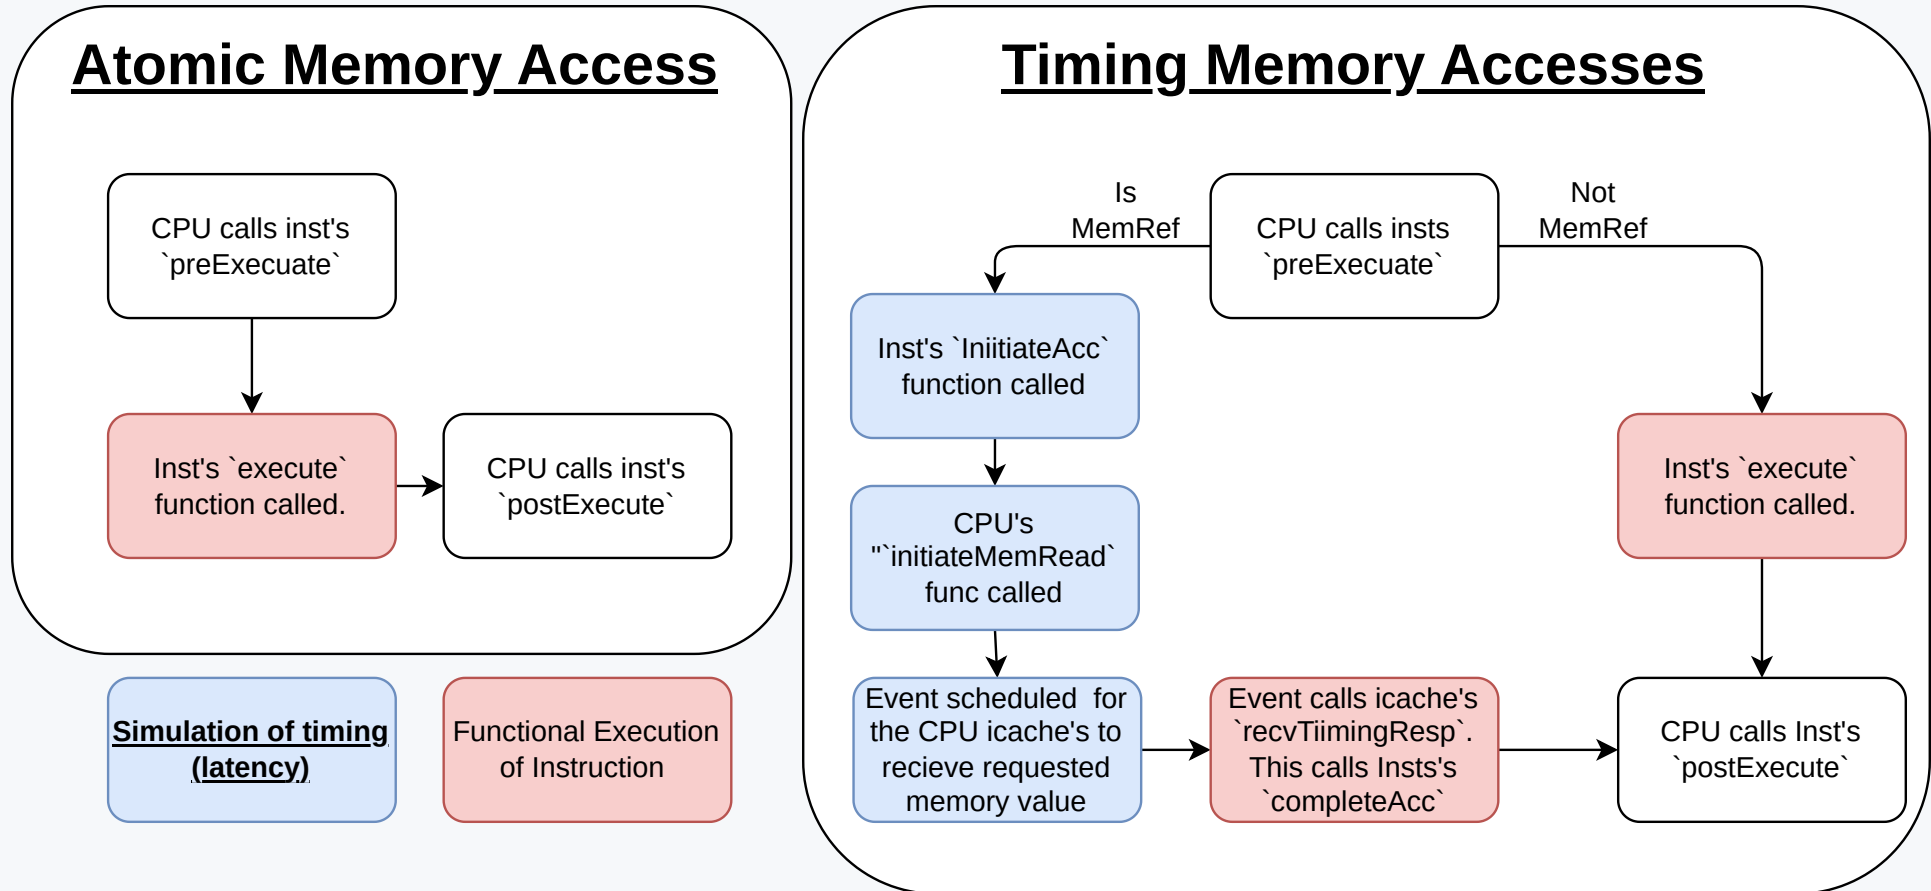 Atomic Memory Access
CPU calls inst's
`preExecuate`
Inst's `execute`
function called.
CPU calls inst's
`postExecute`
Simulation of timing
(latency)
Functional Execution
of Instruction
Timing Memory Accesses
Is
MemRef
CPU calls insts
`preExecuate`
Not
MemRef
Inst's `IniitiateAcc`
function called
CPU's
"`initiateMemRead`
func called
Event scheduled  for
the CPU icache's to
recieve requested
memory value
Event calls icache's
`recvTiimingResp`.
This calls Insts's
`completeAcc`
Inst's `execute`
function called.
CPU calls Inst's
`postExecute`